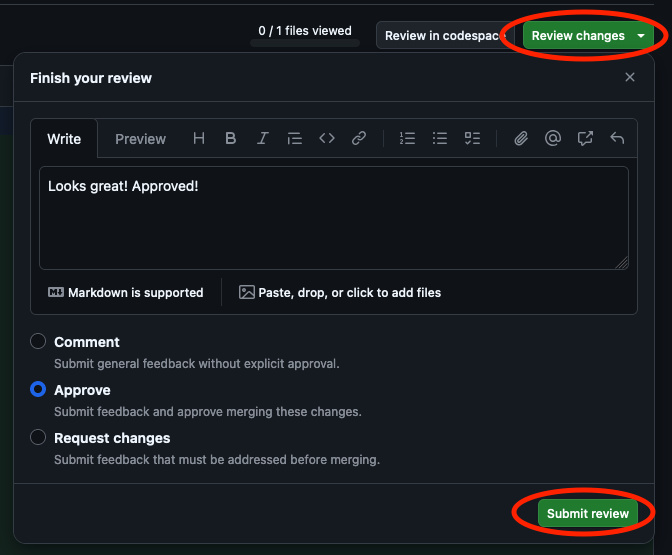 0 / 1 files viewed
Review in codespace
Review changes
Finish your review
Write
Preview
Looks great! Approved!
Markdown is supported
Paste, drop, or click to add files
Comment
Submit general feedback without explicit approval.
Approve
Submit feedback and approve merging these changes.
Request changes
Submit feedback that must be addressed before merging.
Submit review